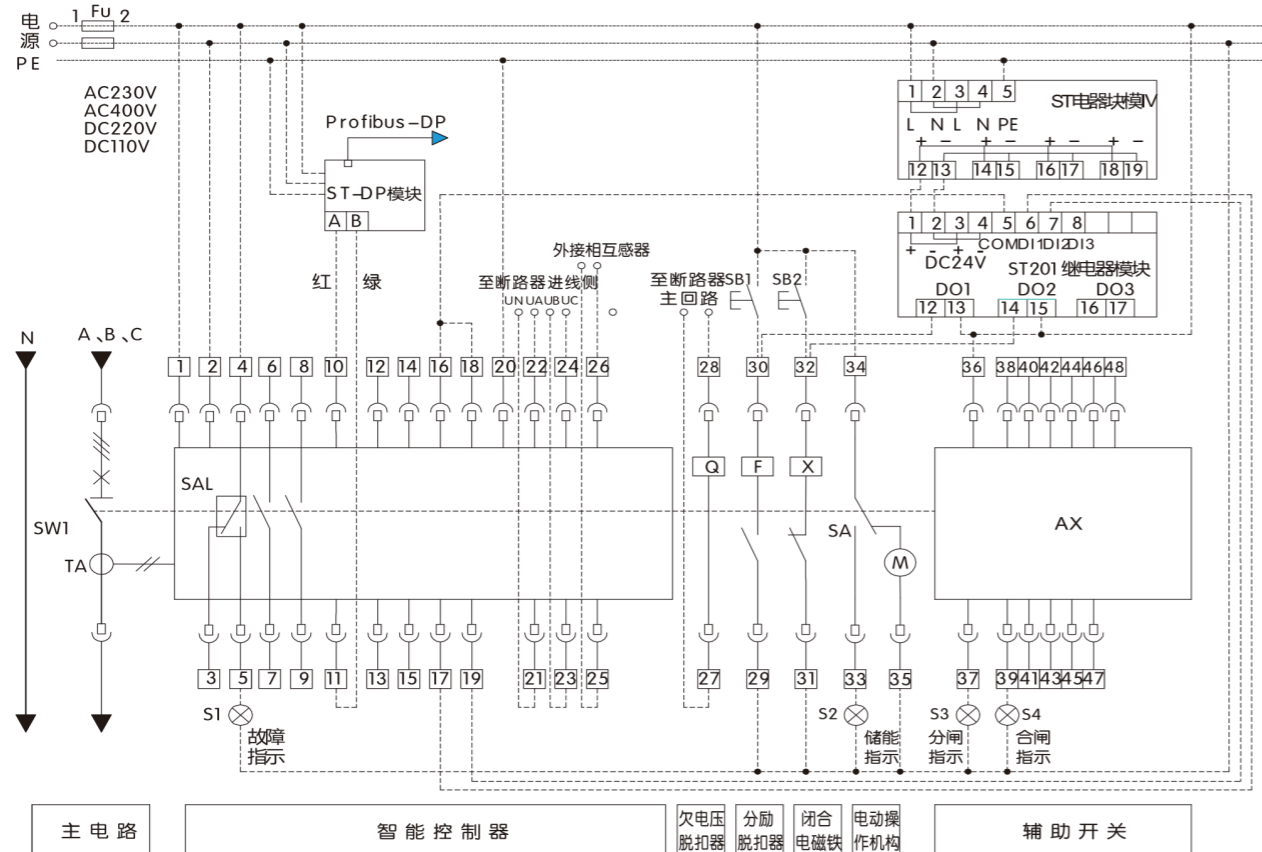 电 1 Fu 2
源
PE
AC230V
AC400V
DC220V
DC110V
Profibus-DP
ST-DP模块
A B
红 绿
外接相互感器
至断路器进线侧
UN UA UB UC
至断路器
主回路
SB1 SB2
1 2 3 4 5
ST电器块模IV
L N L N PE
+ - + - + - + -
12 13 14 15 16 17 18 19
1 2 3 4 5 6 7 8
+ - + -
COM DI1 DI2 DI3
DC24V
ST201 继电器模块
DO1 DO2 DO3
12 13 14 15 16 17
N A、B、C
1 2 4 6 8 10 12 14 16 18 20 22 24 26 28 30 32 34 36 38 40 42 44 46 48
Q F X
SAL
SW1
SA
AX
TA
M
3 5 7 9 11 13 15 17 19 21 23 25 27 29 31 33 35 37 39 41 43 45 47
S1 S2 S3 S4
故障
指示
储能
指示
分闸
指示
合闸
指示
主电路
智能控制器
欠电压
脱扣器
分励
脱扣器
闭合
电磁铁
电动操
作机构
辅助开关